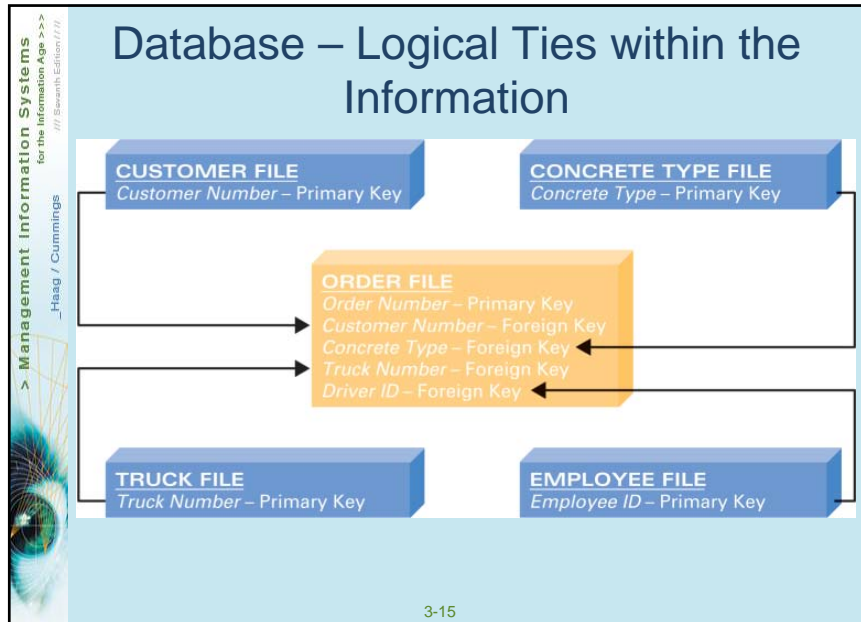 > Management Information Systems
for the Information Age >>>
/// Seventh Edition / / //
_Haag / Cummings
Database – Logical Ties within the
Information
CUSTOMER FILE
Customer Number – Primary Key
CONCRETE TYPE FILE
Concrete Type – Primary Key
ORDER FILE
Order Number – Primary Key
Customer Number – Foreign Key
Concrete Type – Foreign Key
Truck Number – Foreign Key
Driver ID – Foreign Key
TRUCK FILE
Truck Number – Primary Key
EMPLOYEE FILE
Employee ID – Primary Key
3-15